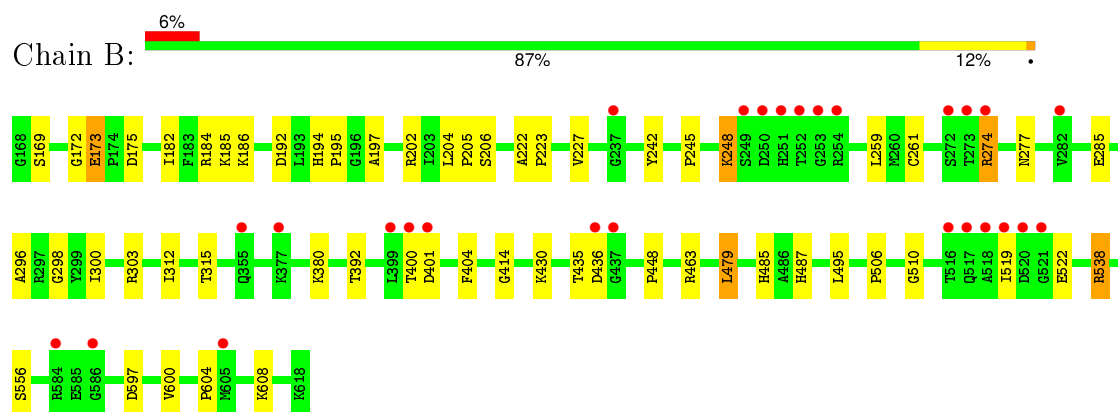 6%
Chain B:
87% 12% •
G168 S169 G172 E173 P174 D175 I182 F183 R184 K185 K186 D192 I193 H194 P195 G196 A197 R202 I203 L204 P205 S206 A222 P223 V227 G237 Y242 P245 K248 S249 D250 H251 T252 G253 R254 L259 M260 C261 S272 T273 R274 N277 V282 E285
A296 R297 G298 Y299 I300 R303 I312 T315 Q355 K377 K380 T392 L399 T400 D401 F404 G414 K430 T435 D436 G437 P448 R463 L479 H485 A486 H487 L495 P506 G510 T516 Q517 A518 I519 D520 G521 E522 R538
S556 R584 E585 G586 D597 V600 P604 M605 K608 K618